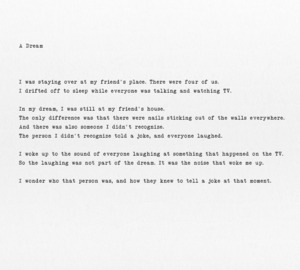 A Dream
I was staying over at my friend's place. There were four of us.
I drifted off to sleep while everyone was talking and watching TV.
In my dream, I was still at my friend's house.
The only difference was that there were nails sticking out of the walls everywhere.
And there was also someone I didn't recognize.
The person I didn't recognise told a joke, and everyone laughed.
I woke up to the sound of everyone laughing at something that happened on the TV.
So the laughing was not part of the dream. It was the noise that woke me up.
I wonder who that person was, and how they knew to tell a joke at that moment.